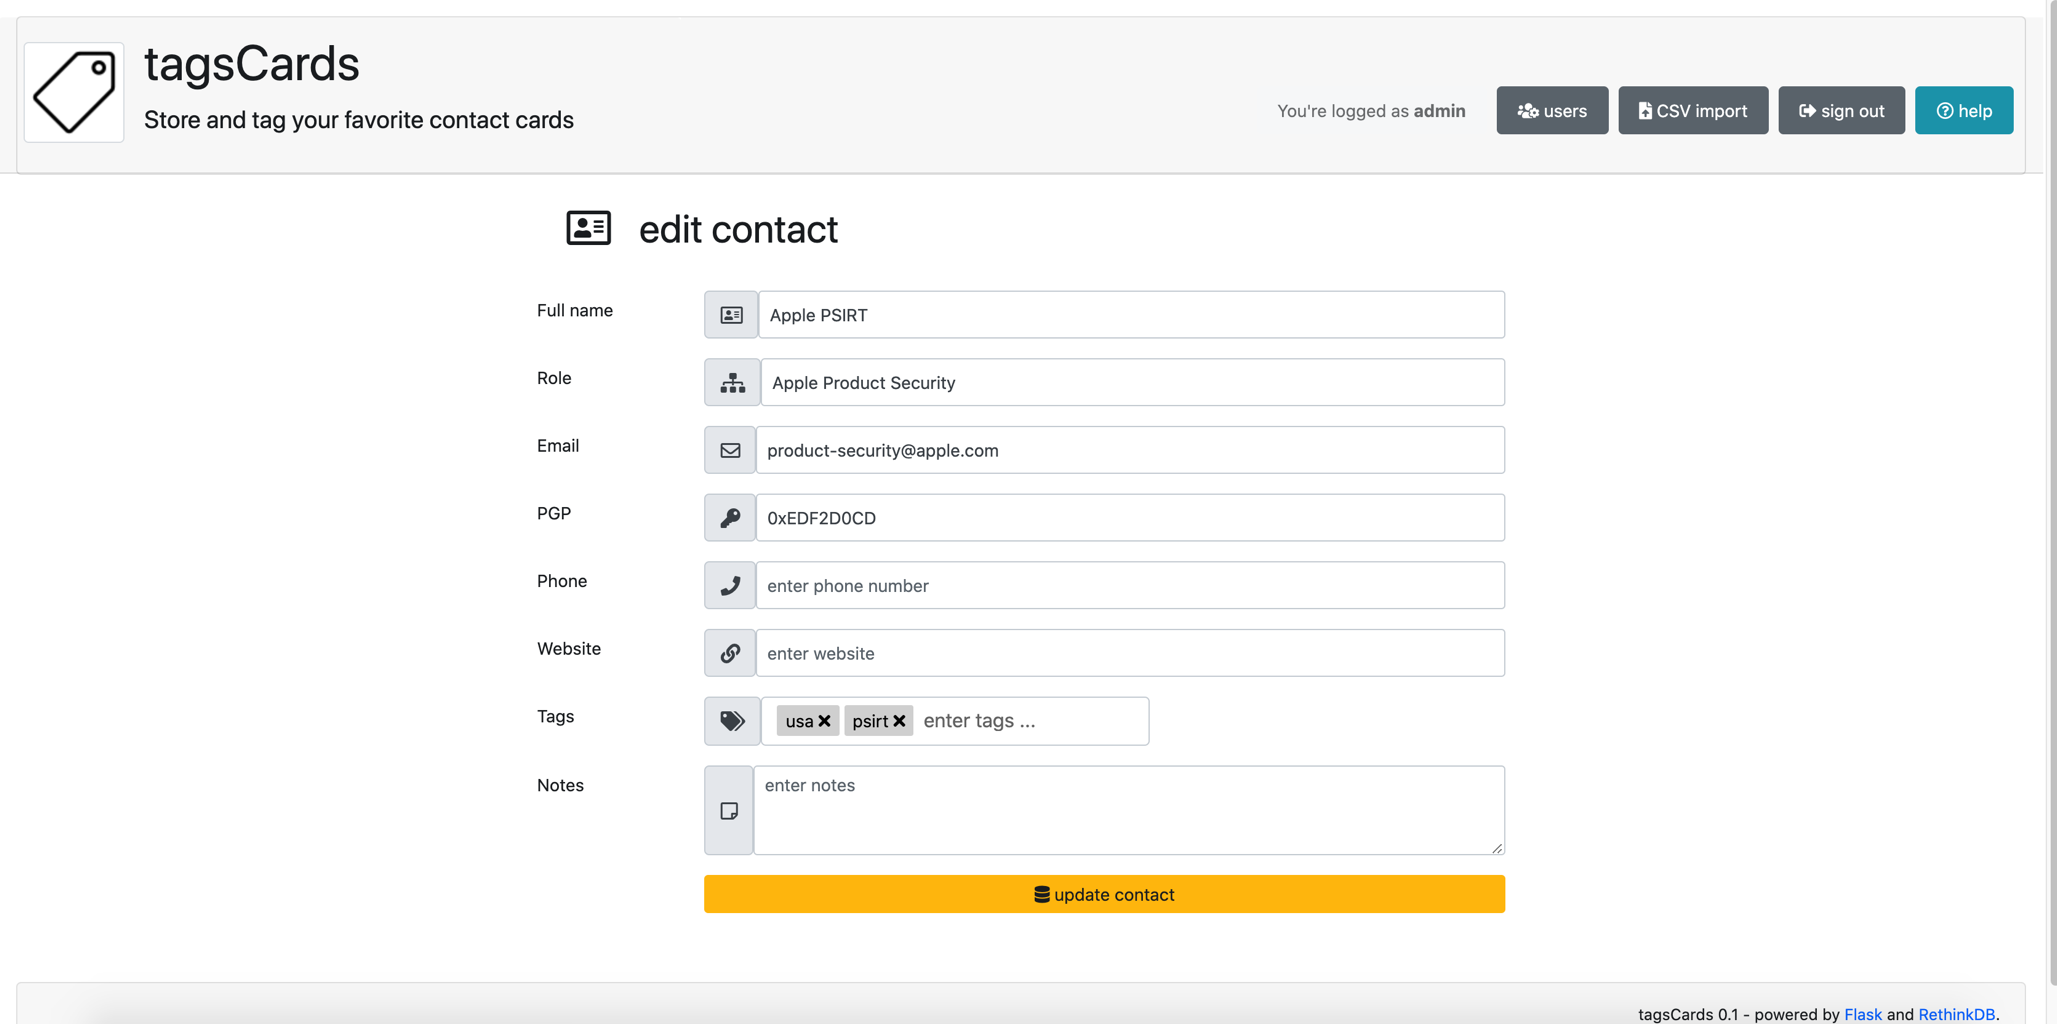 tagsCards
Store and tag your favorite contact cards
You're logged as admin
users
CSV import
sign out
help
edit contact
Full name
Apple PSIRT
Role
Apple Product Security
Email
product-security@apple.com
PGP
0xEDF2D0CD
Phone
enter phone number
Website
enter website
Tags
usa psirt enter tags ...
Notes
enter notes
update contact
tagsCards 0.1 - powered by Flask and RethinkDB.